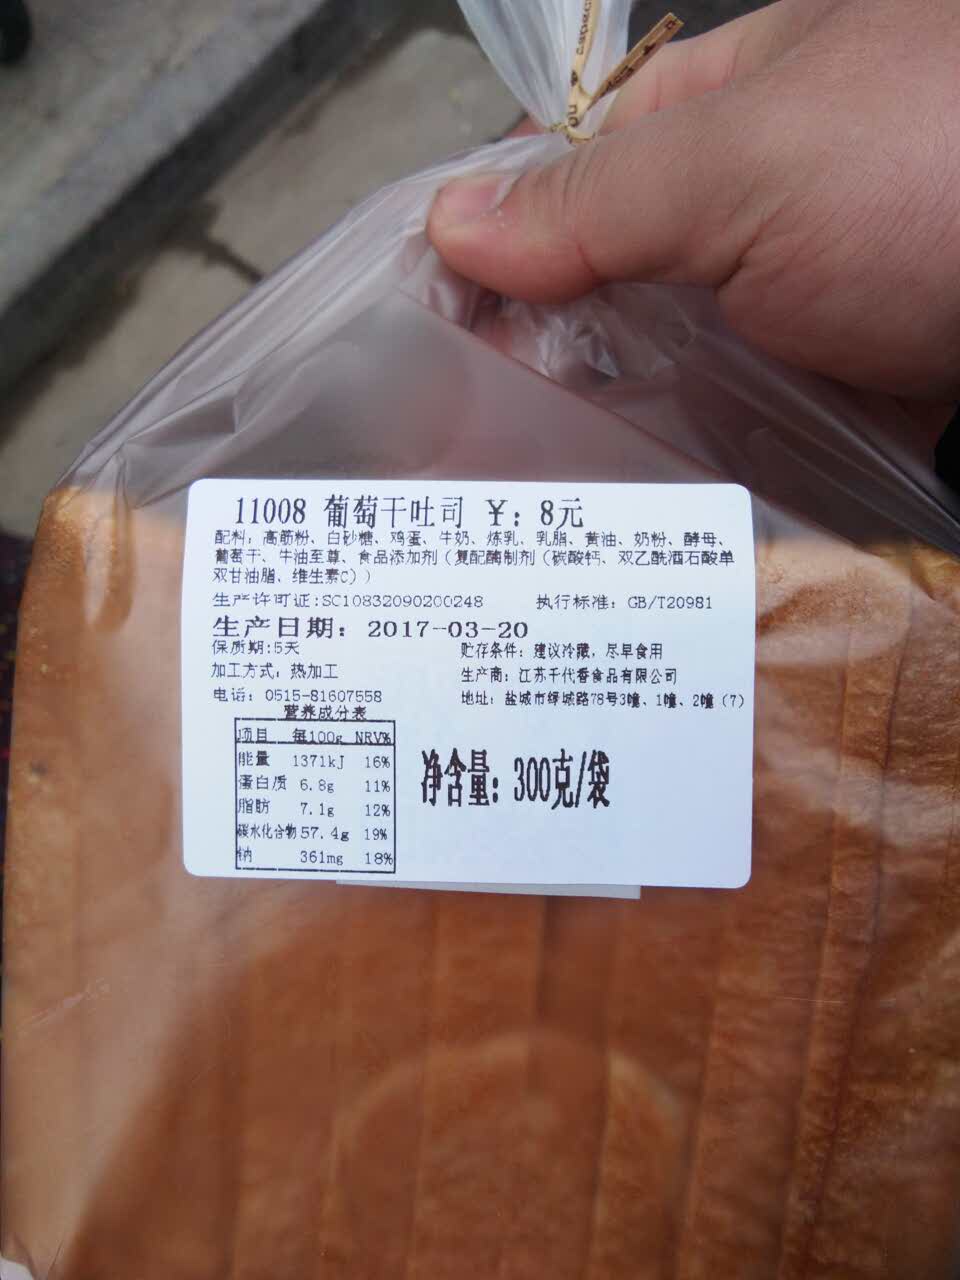 11008 葡萄干吐司 ¥：8元
配料：高筋粉、白砂糖、鸡蛋、牛奶、炼乳、乳脂、黄油、奶粉、酵母、
葡萄干、牛油至尊、食品添加剂（复配酶制剂（碳酸钙、双乙酰酒石酸单
双甘油脂、维生素C））
生产许可证:SC10832090200248 执行标准：GB/T20981
生产日期：2017-03-20
保质期:5天 贮存条件：建议冷藏，尽早食用
加工方式：热加工 生产商：江苏千代香食品有限公司
电话：0515-81607558 地址：盐城市绎城路78号3幢、1幢、2幢（7）
营养成分表
项目 每100g NRV%
能量 1371kJ 16%
蛋白质 6.8g 11%
脂肪 7.1g 12%
碳水化合物 57.4g 19%
钠 361mg 18%
净含量：300克/袋